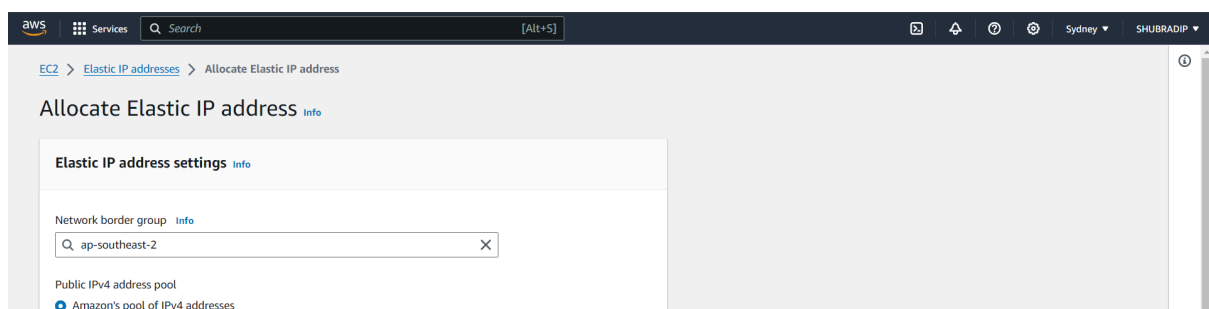 aws Services Search [Alt+S] Sydney ▼ SHUBRADIP ▼
EC2 > Elastic IP addresses > Allocate Elastic IP address
Allocate Elastic IP address Info
Elastic IP address settings Info
Network border group Info
ap-southeast-2
Public IPv4 address pool
Amazon's pool of IPv4 addresses